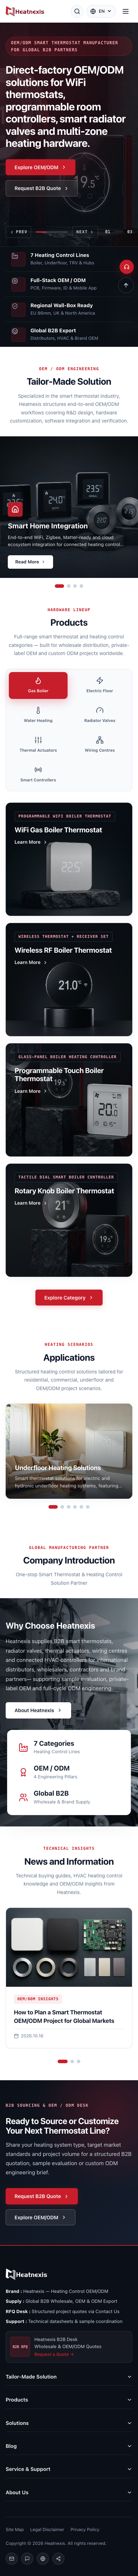 Heatnexis
EN
OEM/ODM SMART THERMOSTAT MANUFACTURER
FOR GLOBAL B2B PARTNERS
Direct-factory OEM/ODM
solutions for WiFi,
programmable, room
controllers, smart radiator
valves and multi-zone
heating hardware.
Explore OEM/ODM
Request B2B Quote
PREV
NEXT
01
03
7 Heating Control Lines
Boiler, Underfloor, TRV & Hubs
Full-Stack OEM / ODM
PCB, Firmware, ID & Mobile App
Regional Wall-Box Ready
EU 86mm, UK & North America
Global B2B Export
Distributors, HVAC & Brand OEM
OEM / ODM ENGINEERING
Tailor-Made Solution
Specialized in the smart thermostat industry,
Heatnexis structures end-to-end OEM/ODM
workflows covering R&D design, hardware
customization, software integration and verification.
Smart Home Integration
End-to-end WiFi, Zigbee, Matter-ready and cloud
ecosystem integration for connected heating control...
Read More
HARDWARE LINEUP
Products
Full-range smart thermostat and heating control
categories — built for wholesale distribution, private-
label OEM and custom ODM projects worldwide.
Gas Boiler
Electric Floor
Water Heating
Radiator Valves
Thermal Actuators
Wiring Centres
Smart Controllers
PROGRAMMABLE WIFI BOILER THERMOSTAT
WiFi Gas Boiler Thermostat
Learn More
WIRELESS THERMOSTAT + RECEIVER SET
Wireless RF Boiler Thermostat
Learn More
21.0°
GLASS-PANEL BOILER HEATING CONTROLLER
Programmable Touch Boiler
Thermostat
Learn More
TACTILE DIAL SMART BOILER CONTROLLER
Rotary Knob Boiler Thermostat
Learn More
Explore Category
HEATING SCENARIOS
Applications
Structured heating control solutions tailored for
residential, commercial, underfloor and
OEM/ODM project scenarios.
Underfloor Heating Solutions
Smart thermostat solutions for electric and
hydronic underfloor heating systems, featuring...
GLOBAL MANUFACTURING PARTNER
Company Introduction
One-stop Smart Thermostat & Heating Control
Solution Partner
Why Choose Heatnexis
Heatnexis supplies B2B smart thermostats,
radiator valves, thermal actuators, wiring centres
and connected HVAC controls for international
distributors, wholesalers, contractors and brand
partners — supporting flexible MOQ, private-
label OEM and full-cycle ODM engineering.
About Heatnexis
7 Categories
Heating Control Lines
OEM / ODM
4 Engineering Pillars
Global B2B
Wholesale & Brand Supply
TECHNICAL INSIGHTS
News and Information
Technical buying guides, HVAC heating control
knowledge and OEM/ODM insights from
Heatnexis.
OEM/ODM INSIGHTS
How to Plan a Smart Thermostat
OEM/ODM Project for Global Markets
B2B SOURCING & OEM / ODM DESK
Ready to Source or Customize
Your Next Thermostat Line?
Share your heating system type, target market
standards and project volume for a structured B2B
quotation, sample evaluation or custom ODM
engineering brief.
Request B2B Quote
Explore OEM/ODM
Heatnexis
Brand : Heatnexis — Heating Control OEM/ODM
Supply : Global B2B Wholesale, OEM & ODM Export
RFQ Desk : Structured project quotes via Contact Us
Support : Technical datasheets & sample coordination
B2B RFQ
Heatnexis B2B Desk
Wholesale & OEM/ODM Quotes
Request a Quote →
Tailor-Made Solution
Products
Solutions
Blog
Service & Support
About Us
Site Map
Legal Disclaimer
Privacy Policy
Copyright © 2026 Heatnexis. All rights reserved.